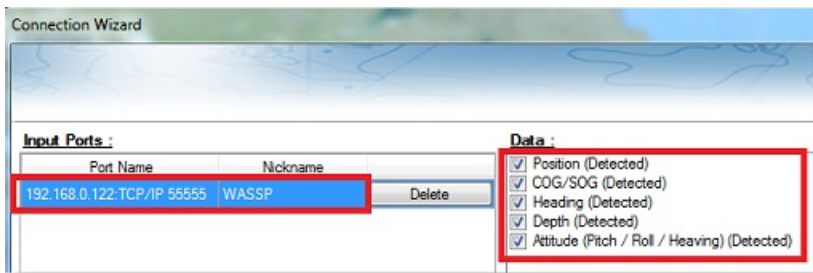 Connection Wizard
Input Ports :
Port Name Nickname
192.168.0.122:TCP/IP 55555 WASSP Delete
Data :
Position (Detected)
COG/SOG (Detected)
Heading (Detected)
Depth (Detected)
Attitude (Pitch / Roll / Heaving) (Detected)